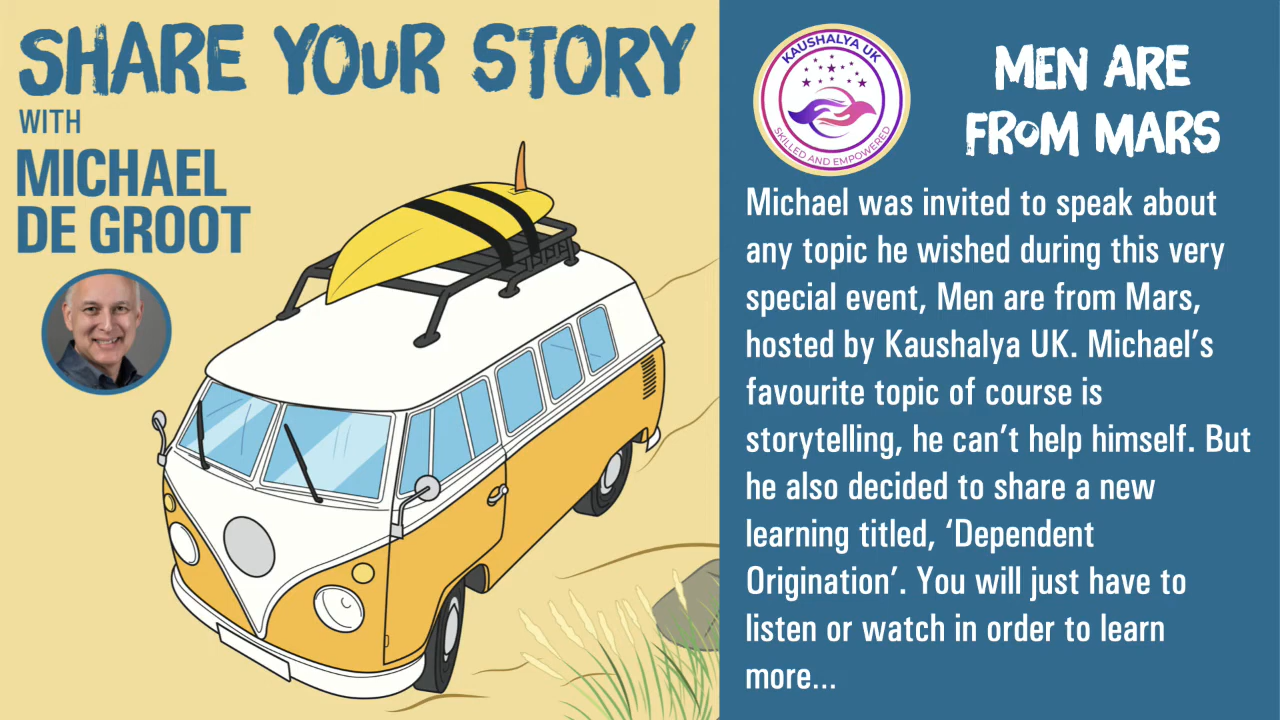 SHARE YOUR STORY
WITH
MICHAEL
DE GROOT
KAUSHALYA UK
SKILLED AND EMPOWERED
MEN ARE
FROM MARS
Michael was invited to speak about
any topic he wished during this very
special event, Men are from Mars,
hosted by Kaushalya UK. Michael’s
favourite topic of course is
storytelling, he can’t help himself. But
he also decided to share a new
learning titled, ‘Dependent
Origination’. You will just have to
listen or watch in order to learn
more...